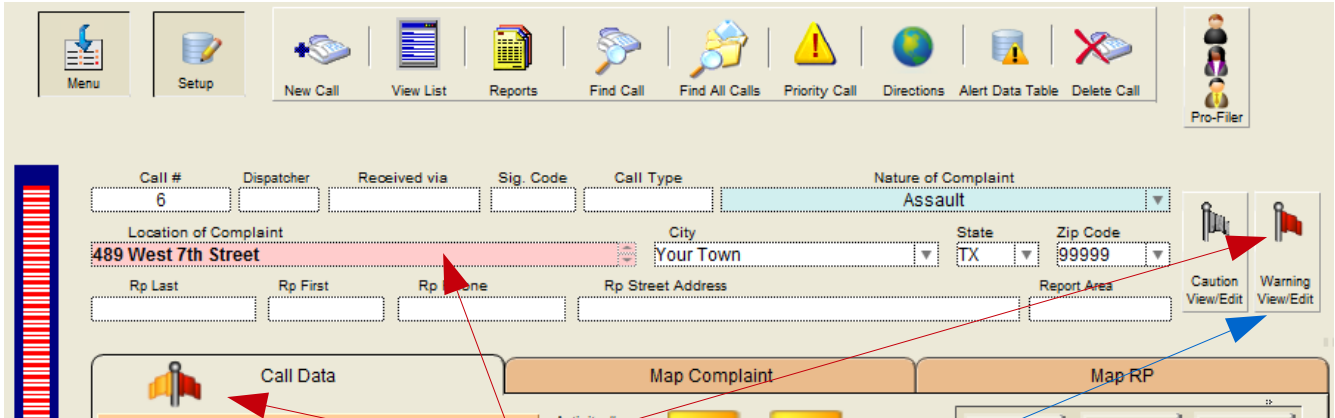 Menu Setup New Call View List Reports Find Call Find All Calls Priority Call Directions Alert Data Table Delete Call
Pro-Filer
Call # Dispatcher Received via Sig. Code Call Type Nature of Complaint
6 Assault
Location of Complaint City State Zip Code
489 West 7th Street Your Town TX 99999
Rp Last Rp First Rp Phone Rp Street Address Report Area
Caution Warning
View/Edit View/Edit
Call Data Map Complaint Map RP